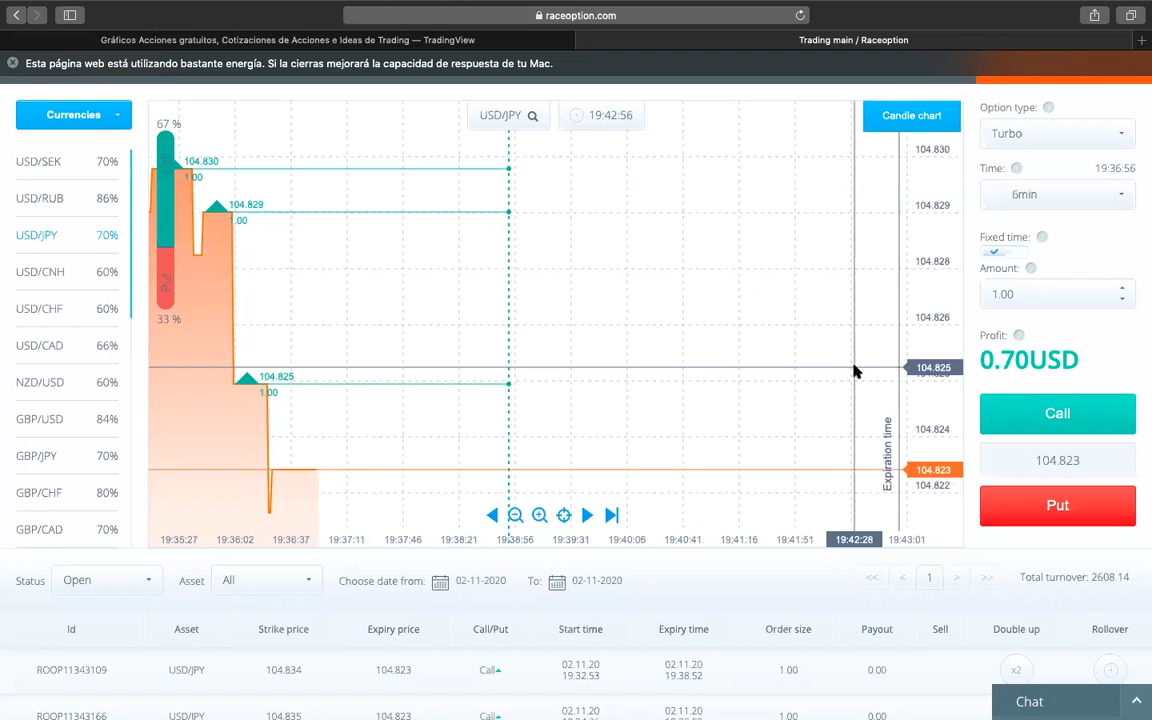 raceoption.com
Gráficos Acciones gratuitos, Cotizaciones de Acciones e Ideas de Trading — TradingView
Trading main / Raceoption
Esta página web está utilizando bastante energía. Si la cierras mejorará la capacidad de respuesta de tu Mac.
Currencies
USD/SEK 70%
USD/RUB 86%
USD/JPY 70%
USD/CNH 60%
USD/CHF 60%
USD/CAD 66%
NZD/USD 60%
GBP/USD 84%
GBP/JPY 70%
GBP/CHF 80%
GBP/CAD 70%
67 %
Put
33 %
USD/JPY
19:42:56
Candle chart
104.830
1.00
104.829
1.00
104.825
1.00
104.830
104.829
104.828
104.826
104.825
104.824
104.823
104.822
Expiration time
19:35:27 19:36:02 19:36:37 19:37:11 19:37:46 19:38:21 19:38:56 19:39:31 19:40:06 19:40:41 19:41:16 19:41:51 19:42:28 19:43:01
Option type:
Turbo
Time: 19:36:56
6min
Fixed time:
Amount:
1.00
Profit:
0.70USD
Call
104.823
Put
Status Open Asset All Choose date from: 02-11-2020 To: 02-11-2020 << < 1 > >> Total turnover: 2608.14
Id Asset Strike price Expiry price Call/Put Start time Expiry time Order size Payout Sell Double up Rollover
ROOP11343109 USD/JPY 104.834 104.823 Call 02.11.20 19.32.53 02.11.20 19.38.52 1.00 0.00 x2
ROOP11343166 USD/JPY 104.835 104.823 Call 02.11.20 02.11.20 1.00 0.00
Chat